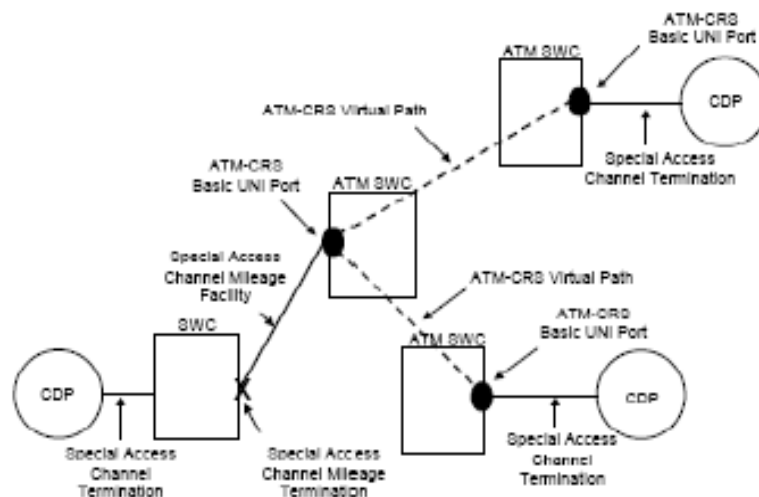 ATM-CRS
Basic UNI Port
ATM SWC
CDP
ATM-CRS Virtual Path
Special Access
Channel Termination
ATM-CRS
Basic UNI Port
ATM SWC
Special Access
Channel Mileage
Facility
ATM-CRS Virtual Path
SWC
ATM-CRS
Basic UNI Port
ATM SWC
CDP
CDP
Special Access
Channel
Termination
Special Access
Channel Mileage
Termination
Special Access
Channel
Termination